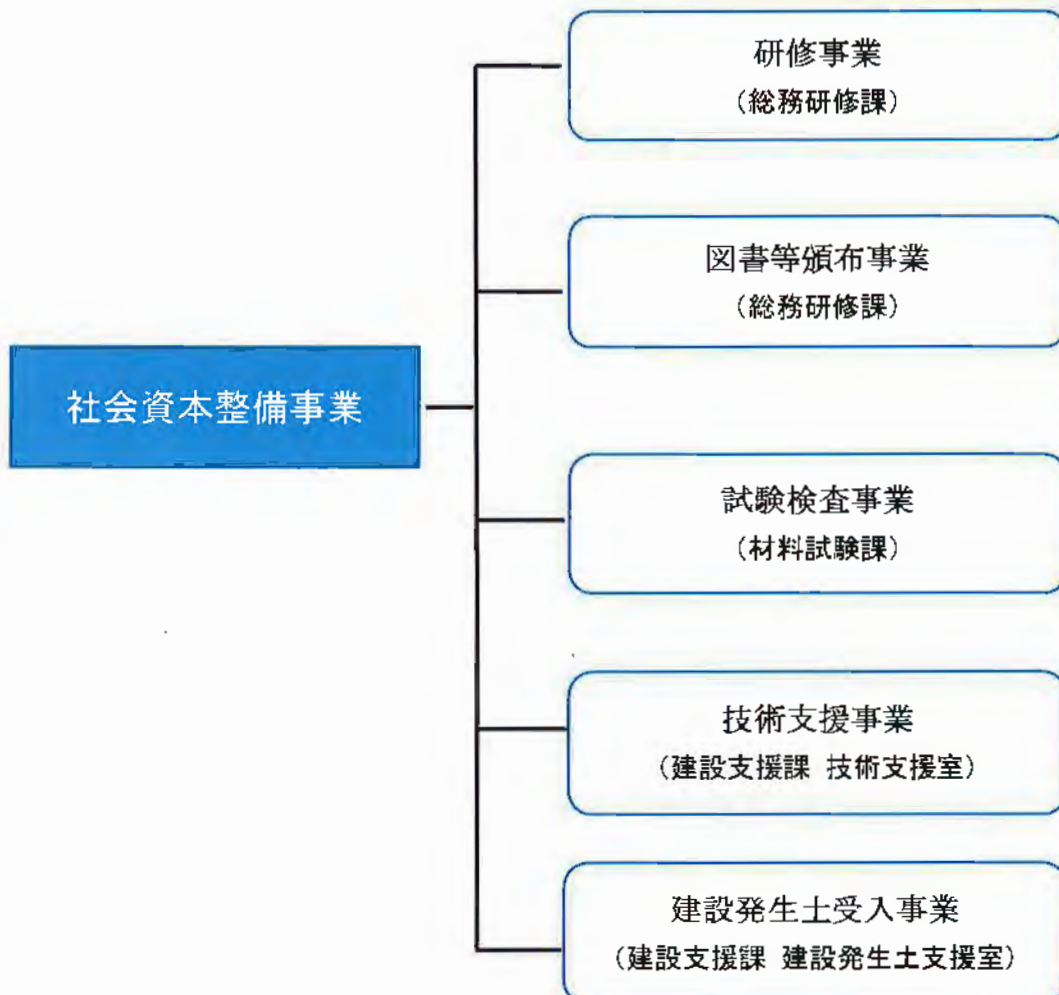 社会資本整備事業
研修事業
（総務研修課）
図書等頒布事業
（総務研修課）
試験検査事業
（材料試験課）
技術支援事業
（建設支援課 技術支援室）
建設発生土受入事業
（建設支援課 建設発生土支援室）